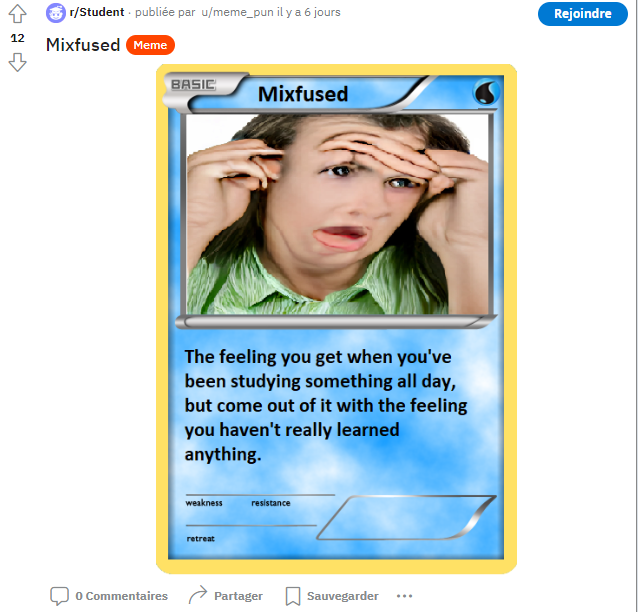 r/Student · publiée par u/meme_pun il y a 6 jours
Rejoindre
12
Mixfused Meme
BASIC
Mixfused
The feeling you get when you've
been studying something all day,
but come out of it with the feeling
you haven't really learned
anything.
weakness resistance
retreat
0 Commentaires Partager Sauvegarder